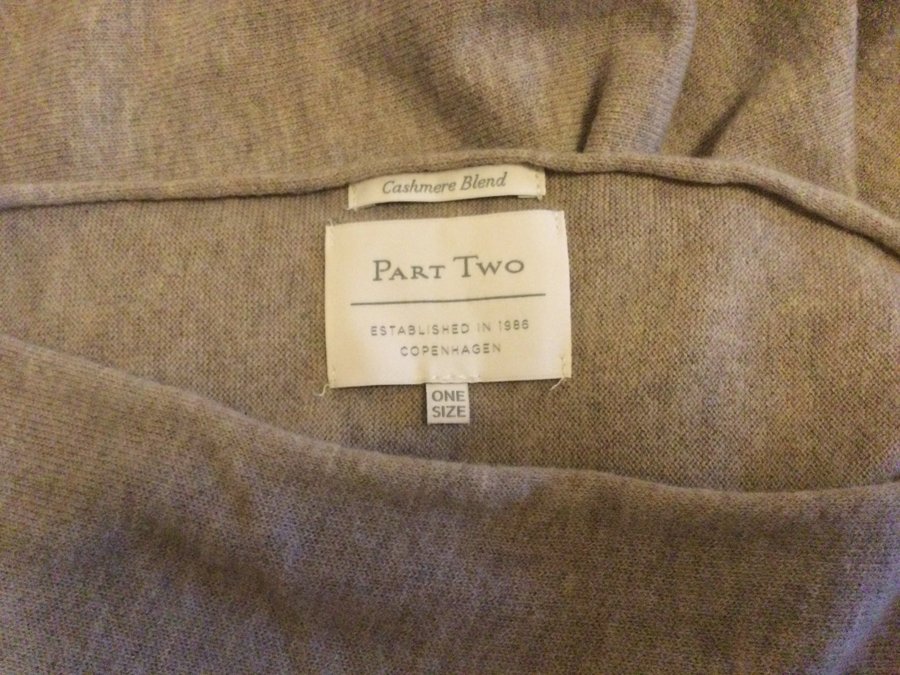 Cashmere Blend
PART TWO
ESTABLISHED IN 1986
COPENHAGEN
ONE
SIZE